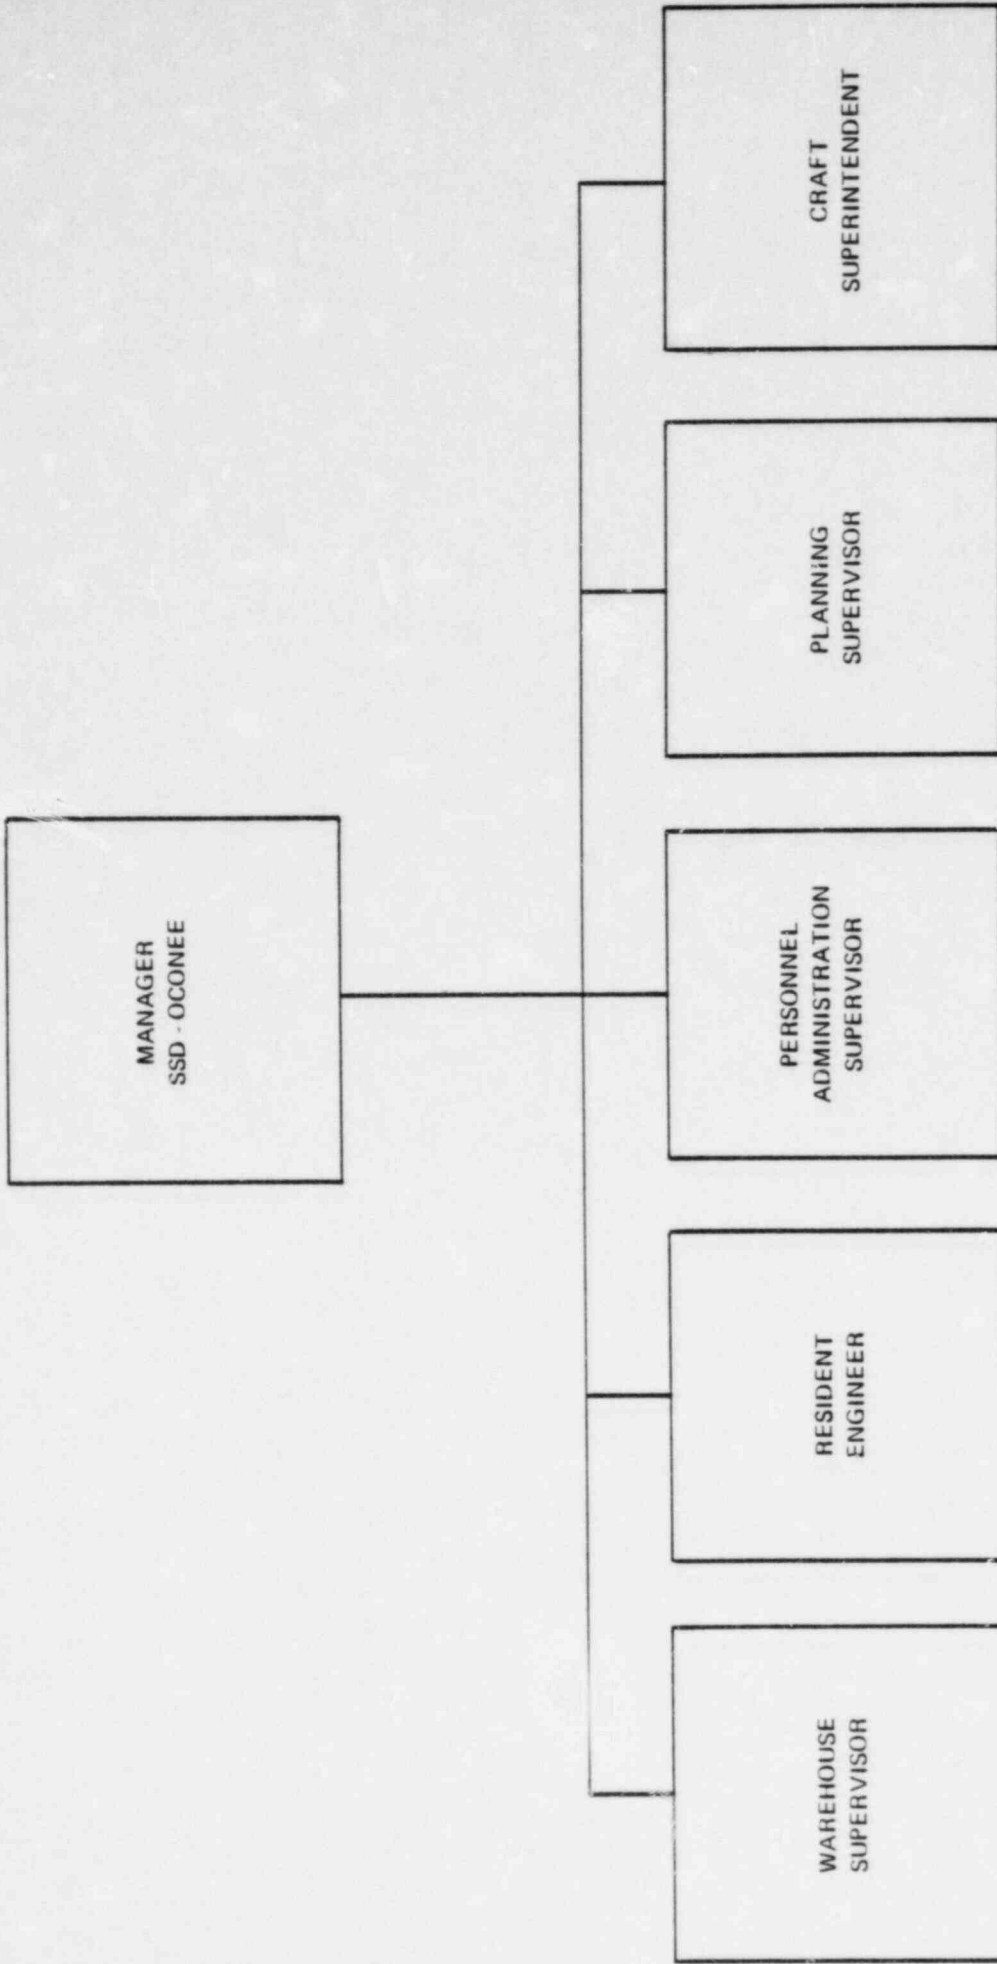 MANAGER
SSD - OCONEE
WAREHOUSE
SUPERVISOR
RESIDENT
ENGINEER
PERSONNEL
ADMINISTRATION
SUPERVISOR
PLANNING
SUPERVISOR
CRAFT
SUPERINTENDENT